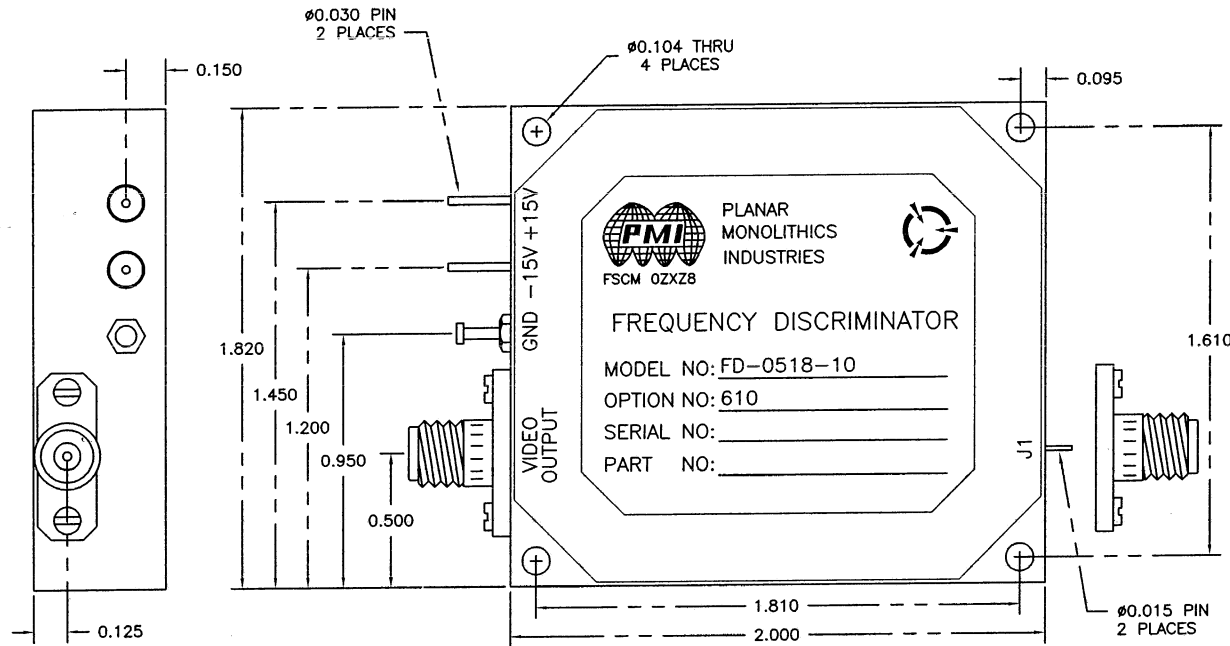 ø0.030 PIN
2 PLACES
ø0.104 THRU
4 PLACES
0.150
0.095
+15V
-15V
GND
VIDEO
OUTPUT
PMI
FSCM 0ZXZ8
PLANAR
MONOLITHICS
INDUSTRIES
FREQUENCY DISCRIMINATOR
MODEL NO: FD-0518-10
OPTION NO: 610
SERIAL NO:
PART NO:
J1
1.820
1.450
1.200
0.950
0.500
1.610
0.125
1.810
2.000
ø0.015 PIN
2 PLACES